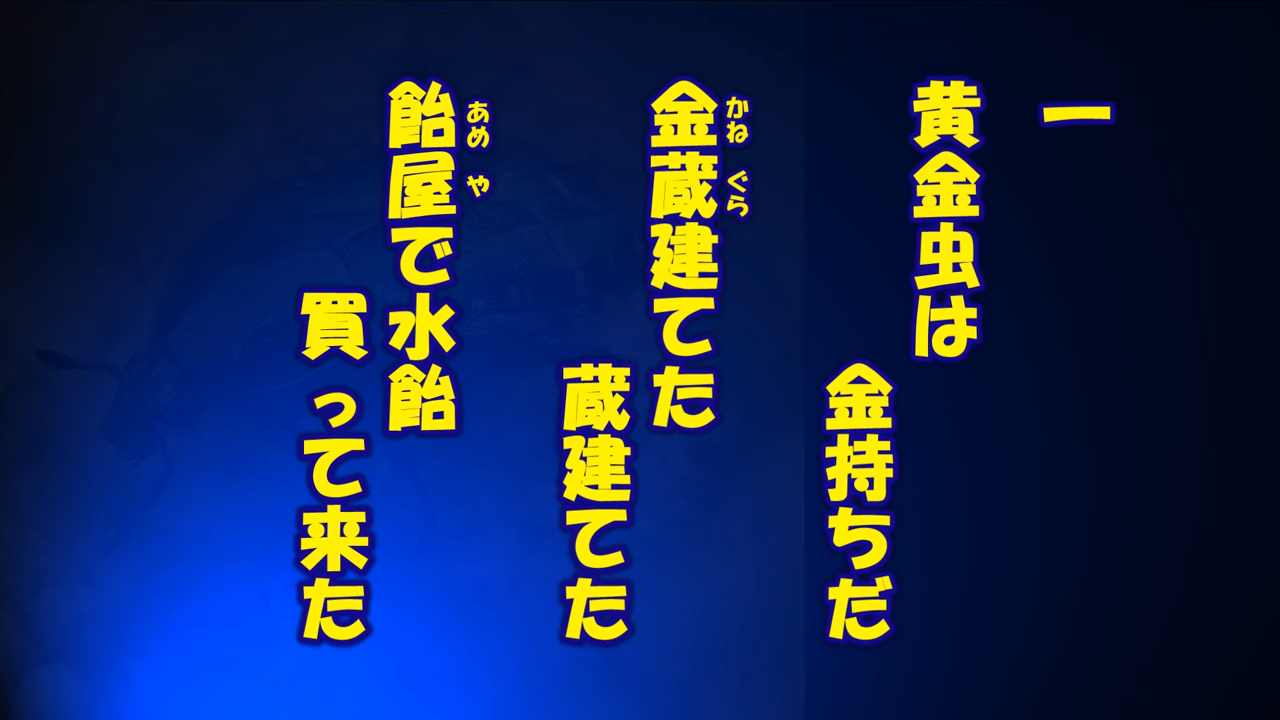 一
黄金虫は
金持ちだ
金蔵建てた
かねぐら
蔵建てた
飴屋で水飴
あめや
買って来た